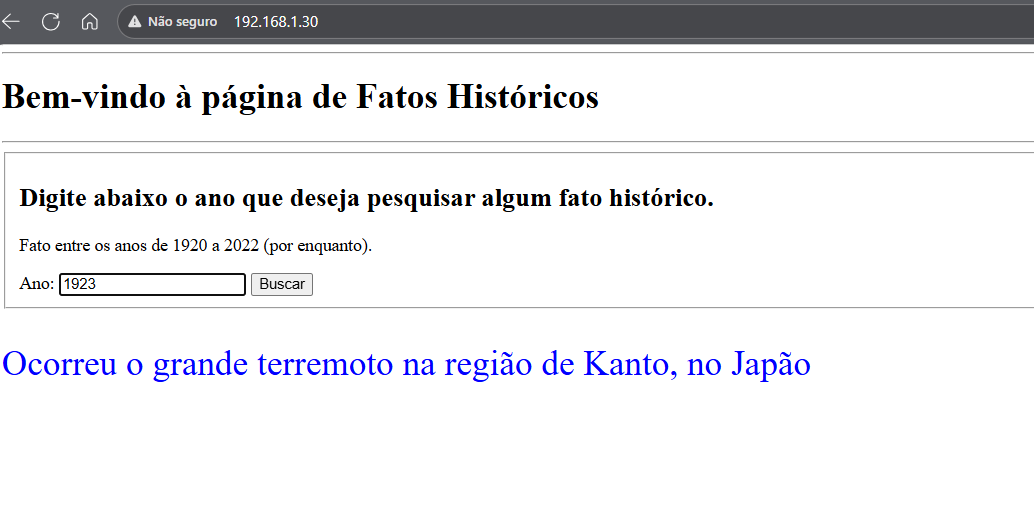 Não seguro 192.168.1.30
Bem-vindo à página de Fatos Históricos
Digite abaixo o ano que deseja pesquisar algum fato histórico.
Fato entre os anos de 1920 a 2022 (por enquanto).
Ano: 1923 Buscar
Ocorreu o grande terremoto na região de Kanto, no Japão